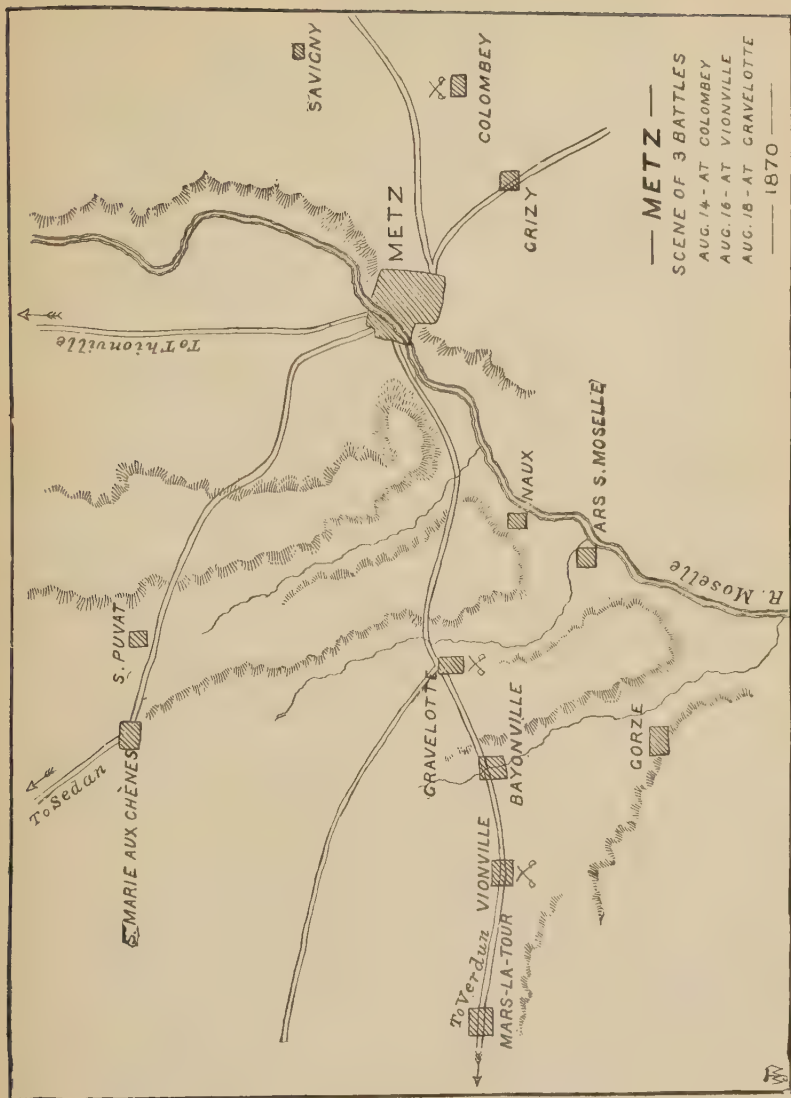 — METZ —
SCENE OF 3 BATTLES
AUG. 14 - AT COLOMBEY
AUG. 16 - AT VIONVILLE
AUG. 18 - AT GRAVELOTTE
— 1870 —
SAVIGNY
COLOMBEY
GRIZY
METZ
To Thionville
NAUX
ARS S. MOSELLE
R. Moselle
S. PUVAT
GRAVELOTTE
BAYONVILLE
GORZE
To Sedan
S. MARIE AUX CHÈNES
VIONVILLE
To Verdun
MARS-LA-TOUR